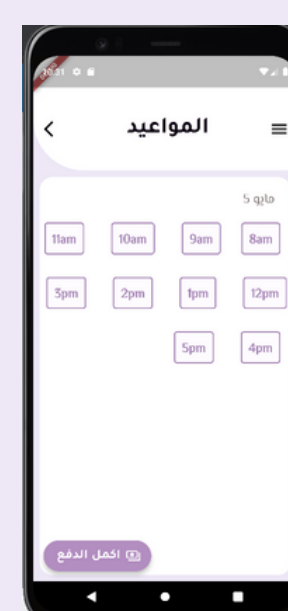 10:31
المواعيد
مايو 5
8am 9am 10am 11am
12pm 1pm 2pm 3pm
4pm 5pm
اكمل الدفع